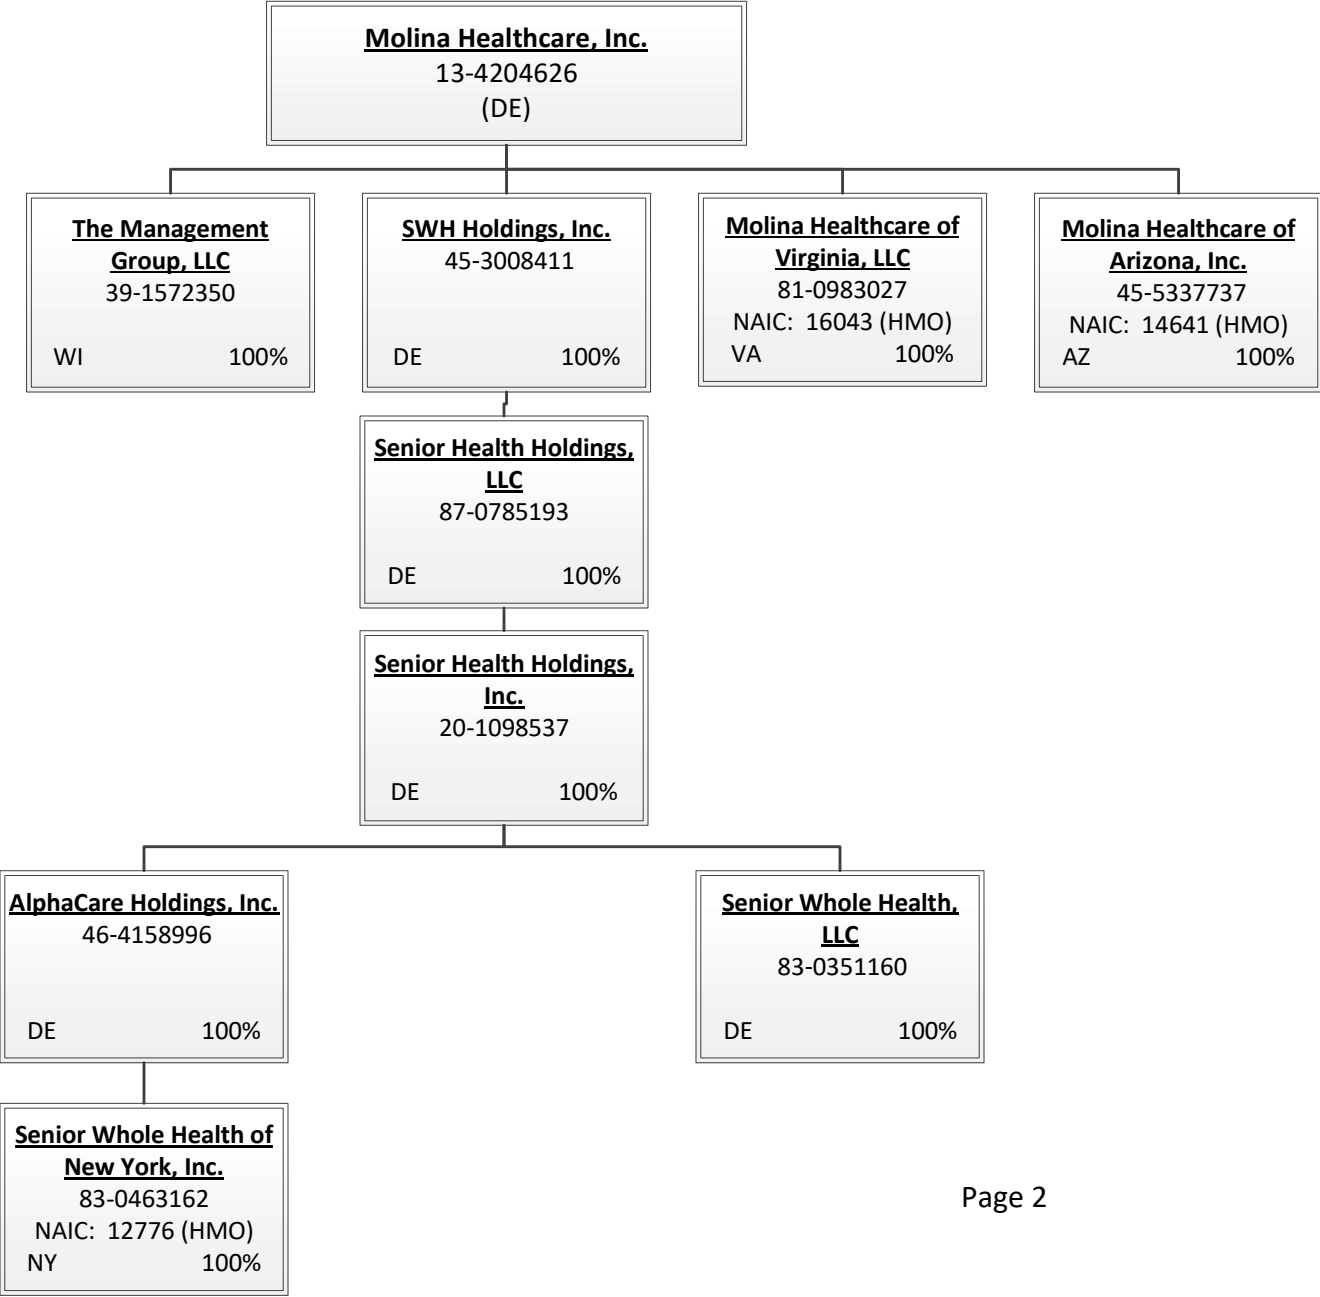 Molina Healthcare, Inc.
13-4204626
(DE)
The Management
Group, LLC
39-1572350
WI 100%
SWH Holdings, Inc.
45-3008411
DE 100%
Molina Healthcare of
Virginia, LLC
81-0983027
NAIC: 16043 (HMO)
VA 100%
Molina Healthcare of
Arizona, Inc.
45-5337737
NAIC: 14641 (HMO)
AZ 100%
Senior Health Holdings,
LLC
87-0785193
DE 100%
Senior Health Holdings,
Inc.
20-1098537
DE 100%
AlphaCare Holdings, Inc.
46-4158996
DE 100%
Senior Whole Health,
LLC
83-0351160
DE 100%
Senior Whole Health of
New York, Inc.
83-0463162
NAIC: 12776 (HMO)
NY 100%
Page 2